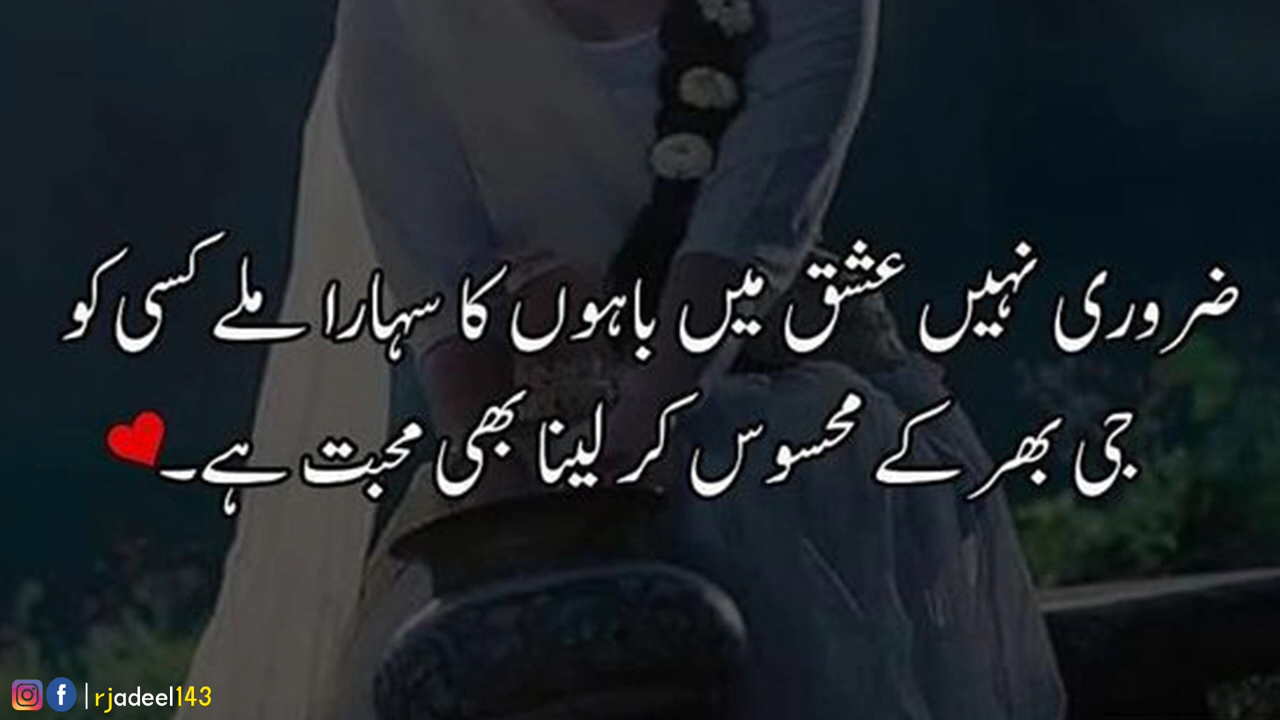 ضروری نہیں عشق میں باہوں کا سہارا ملے کسی کو
جی بھر کے محسوس کر لینا بھی محبت ہے۔
| rjadeel143